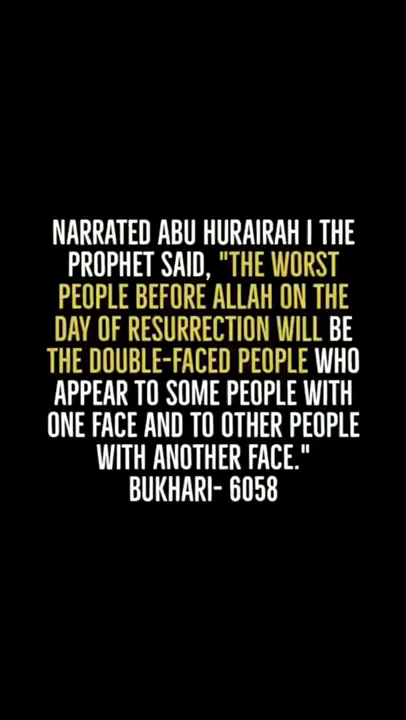 NARRATED ABU HURAIRAH I THE
PROPHET SAID, "THE WORST
PEOPLE BEFORE ALLAH ON THE
DAY OF RESURRECTION WILL BE
THE DOUBLE-FACED PEOPLE WHO
APPEAR TO SOME PEOPLE WITH
ONE FACE AND TO OTHER PEOPLE
WITH ANOTHER FACE."
BUKHARI- 6058